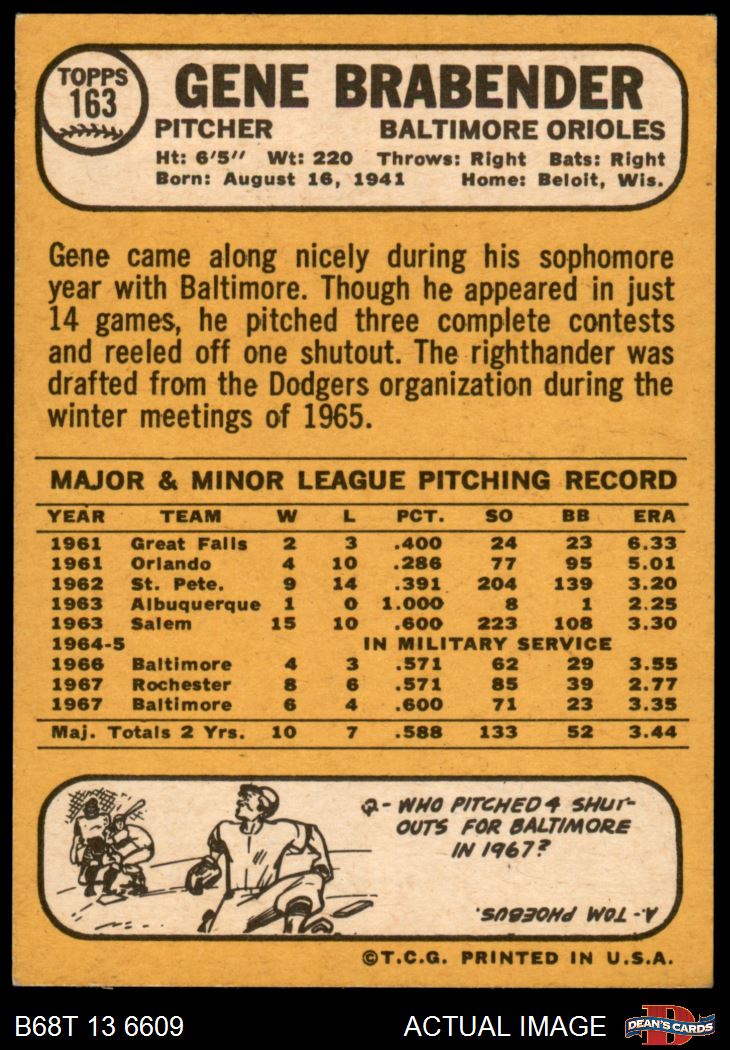 TOPPS
163
GENE BRABENDER
PITCHER BALTIMORE ORIOLES
Ht: 6'5" Wt: 220 Throws: Right Bats: Right
Born: August 16, 1941 Home: Beloit, Wis.
Gene came along nicely during his sophomore
year with Baltimore. Though he appeared in just
14 games, he pitched three complete contests
and reeled off one shutout. The righthander was
drafted from the Dodgers organization during the
winter meetings of 1965.
MAJOR & MINOR LEAGUE PITCHING RECORD
YEAR TEAM W L PCT. SO BB ERA
1961 Great Falls 2 3 .400 24 23 6.33
1961 Orlando 4 10 .286 77 95 5.01
1962 St. Pete. 9 14 .391 204 139 3.20
1963 Albuquerque 1 0 1.000 8 1 2.25
1963 Salem 15 10 .600 223 108 3.30
1964-5 IN MILITARY SERVICE
1966 Baltimore 4 3 .571 62 29 3.55
1967 Rochester 8 6 .571 85 39 2.77
1967 Baltimore 6 4 .600 71 23 3.35
Maj. Totals 2 Yrs. 10 7 .588 133 52 3.44
Q- WHO PITCHED 4 SHUT-
OUTS FOR BALTIMORE
IN 1967?
A- TOM PHOEBUS.
©T.C.G. PRINTED IN U.S.A.
B68T 13 6609 ACTUAL IMAGE
D
DEAN'S CARDS